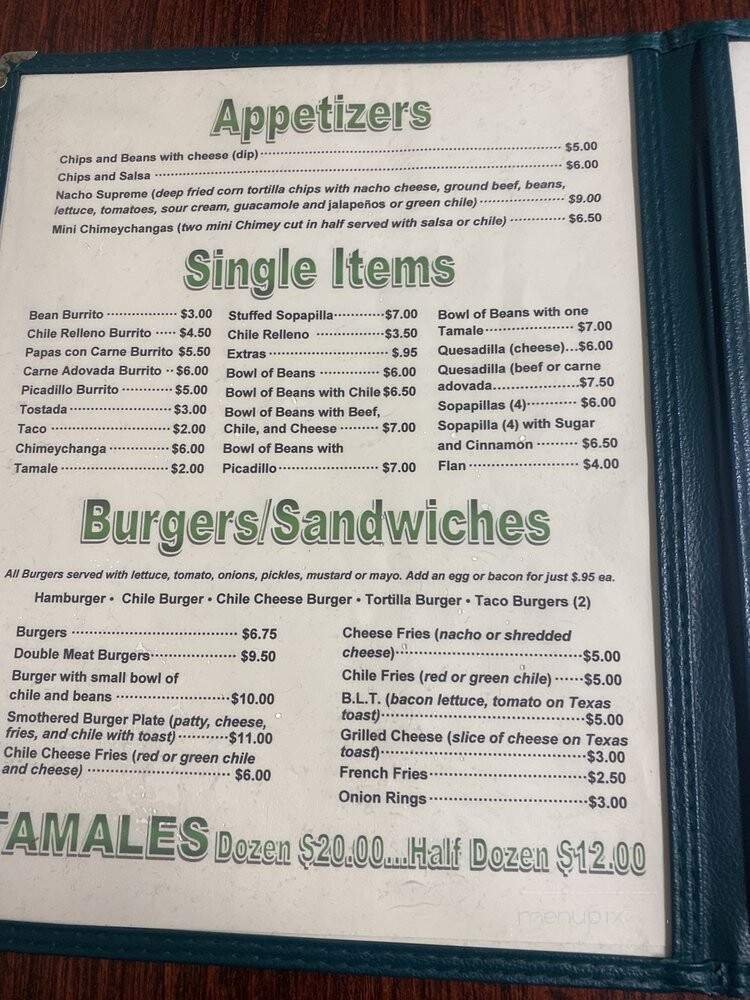 Appetizers
Chips and Beans with cheese (dip) $5.00
Chips and Salsa $6.00
Nacho Supreme (deep fried corn tortilla chips with nacho cheese, ground beef, beans,
lettuce, tomatoes, sour cream, guacamole and jalapeños or green chile) $9.00
Mini Chimeychangas (two mini Chimey cut in half served with salsa or chile) $6.50
Single Items
Bean Burrito $3.00
Chile Relleno Burrito $4.50
Papas con Carne Burrito $5.50
Carne Adovada Burrito $6.00
Picadillo Burrito $5.00
Tostada $3.00
Taco $2.00
Chimeychanga $6.00
Tamale $2.00
Stuffed Sopapilla $7.00
Chile Relleno $3.50
Extras $.95
Bowl of Beans $6.00
Bowl of Beans with Chile $6.50
Bowl of Beans with Beef,
Chile, and Cheese $7.00
Bowl of Beans with
Picadillo $7.00
Bowl of Beans with one
Tamale $7.00
Quesadilla (cheese)...$6.00
Quesadilla (beef or carne
adovada $7.50
Sopapillas (4) $6.00
Sopapilla (4) with Sugar
and Cinnamon $6.50
Flan $4.00
Burgers/Sandwiches
All Burgers served with lettuce, tomato, onions, pickles, mustard or mayo. Add an egg or bacon for just $.95 ea.
Hamburger • Chile Burger • Chile Cheese Burger • Tortilla Burger • Taco Burgers (2)
Burgers $6.75
Double Meat Burgers $9.50
Burger with small bowl of
chile and beans $10.00
Smothered Burger Plate (patty, cheese,
fries, and chile with toast) $11.00
Chile Cheese Fries (red or green chile
and cheese) $6.00
Cheese Fries (nacho or shredded
cheese) $5.00
Chile Fries (red or green chile) $5.00
B.L.T. (bacon lettuce, tomato on Texas
toast) $5.00
Grilled Cheese (slice of cheese on Texas
toast) $3.00
French Fries $2.50
Onion Rings $3.00
TAMALES Dozen $20.00...Half Dozen $12.00
menupix